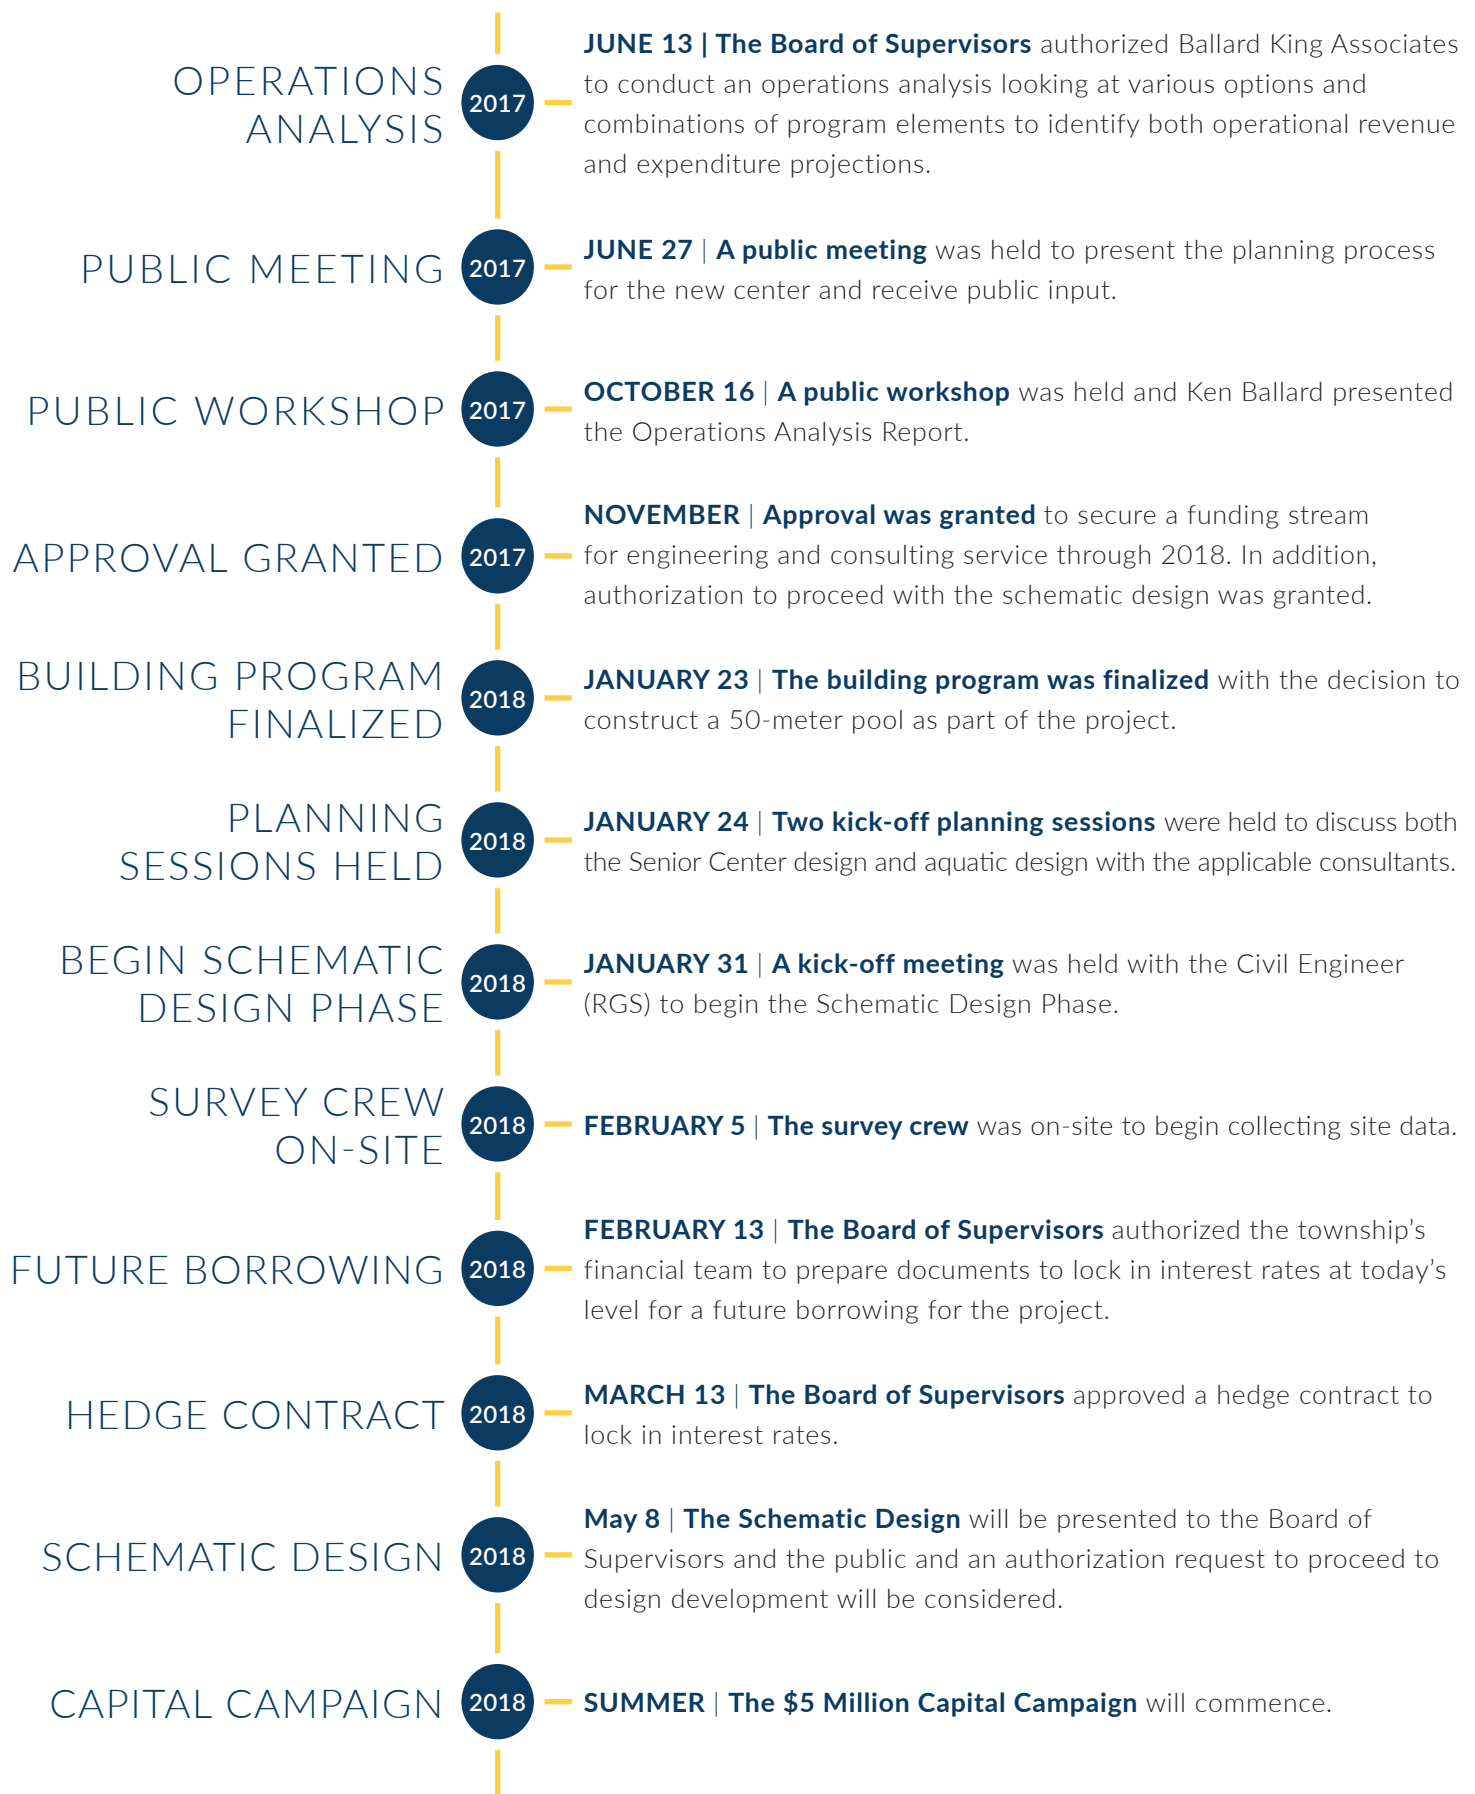 OPERATIONS
ANALYSIS
2017
JUNE 13 | The Board of Supervisors authorized Ballard King Associates
to conduct an operations analysis looking at various options and
combinations of program elements to identify both operational revenue
and expenditure projections.
PUBLIC MEETING
2017
JUNE 27 | A public meeting was held to present the planning process
for the new center and receive public input.
PUBLIC WORKSHOP
2017
OCTOBER 16 | A public workshop was held and Ken Ballard presented
the Operations Analysis Report.
APPROVAL GRANTED
2017
NOVEMBER | Approval was granted to secure a funding stream
for engineering and consulting service through 2018. In addition,
authorization to proceed with the schematic design was granted.
BUILDING PROGRAM
FINALIZED
2018
JANUARY 23 | The building program was finalized with the decision to
construct a 50-meter pool as part of the project.
PLANNING
SESSIONS HELD
2018
JANUARY 24 | Two kick-off planning sessions were held to discuss both
the Senior Center design and aquatic design with the applicable consultants.
BEGIN SCHEMATIC
DESIGN PHASE
2018
JANUARY 31 | A kick-off meeting was held with the Civil Engineer
(RGS) to begin the Schematic Design Phase.
SURVEY CREW
ON-SITE
2018
FEBRUARY 5 | The survey crew was on-site to begin collecting site data.
FUTURE BORROWING
2018
FEBRUARY 13 | The Board of Supervisors authorized the township’s
financial team to prepare documents to lock in interest rates at today’s
level for a future borrowing for the project.
HEDGE CONTRACT
2018
MARCH 13 | The Board of Supervisors approved a hedge contract to
lock in interest rates.
SCHEMATIC DESIGN
2018
May 8 | The Schematic Design will be presented to the Board of
Supervisors and the public and an authorization request to proceed to
design development will be considered.
CAPITAL CAMPAIGN
2018
SUMMER | The $5 Million Capital Campaign will commence.